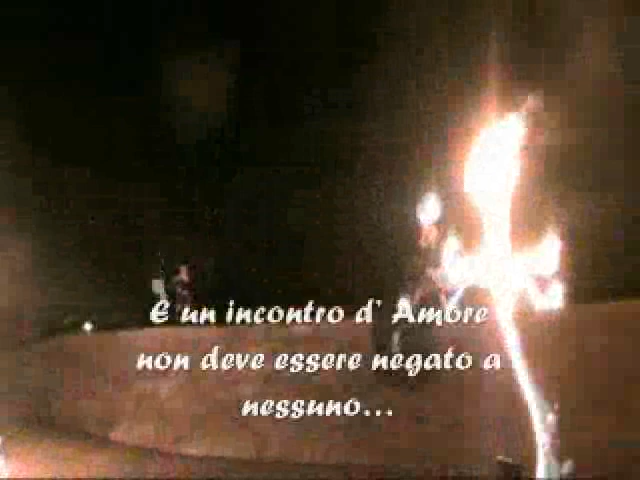 E un incontro d' Amore
non deve essere negato a
nessuno...